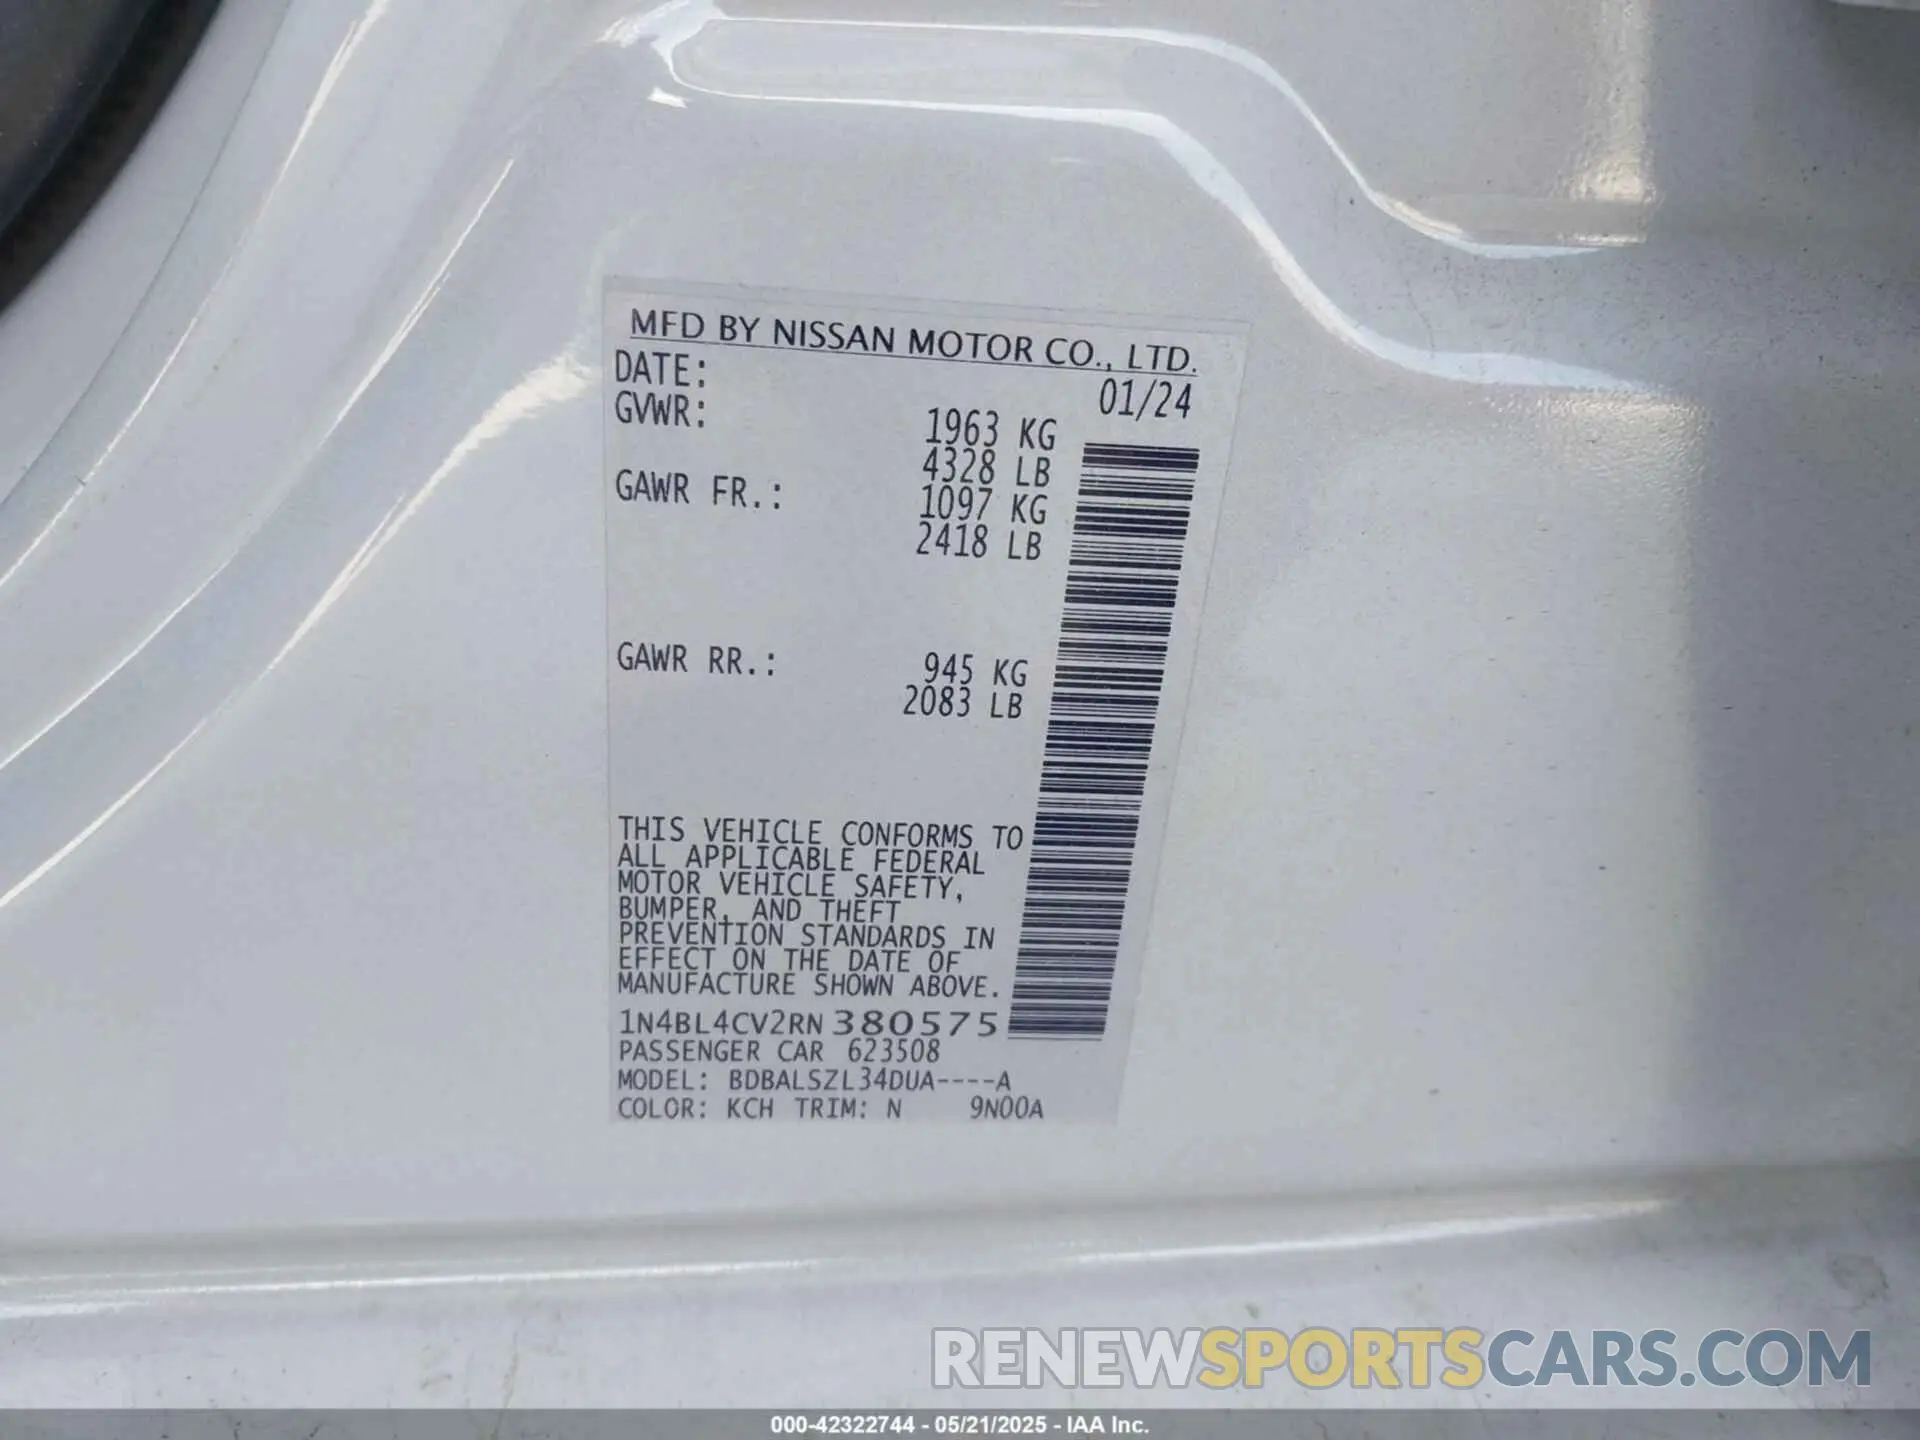 MFD BY NISSAN MOTOR CO., LTD.
DATE: 01/24
GVWR: 1963 KG
4328 LB
GAWR FR.: 1097 KG
2418 LB
GAWR RR.: 945 KG
2083 LB
THIS VEHICLE CONFORMS TO
ALL APPLICABLE FEDERAL
MOTOR VEHICLE SAFETY,
BUMPER, AND THEFT
PREVENTION STANDARDS IN
EFFECT ON THE DATE OF
MANUFACTURE SHOWN ABOVE.
1N4BL4CV2RN380575
PASSENGER CAR 623508
MODEL: BDBALSZL34DUA----A
COLOR: KCH TRIM: N 9N00A
RENEWSPORTSCARS.COM
000-42322744 - 05/21/2025 - IAA Inc.